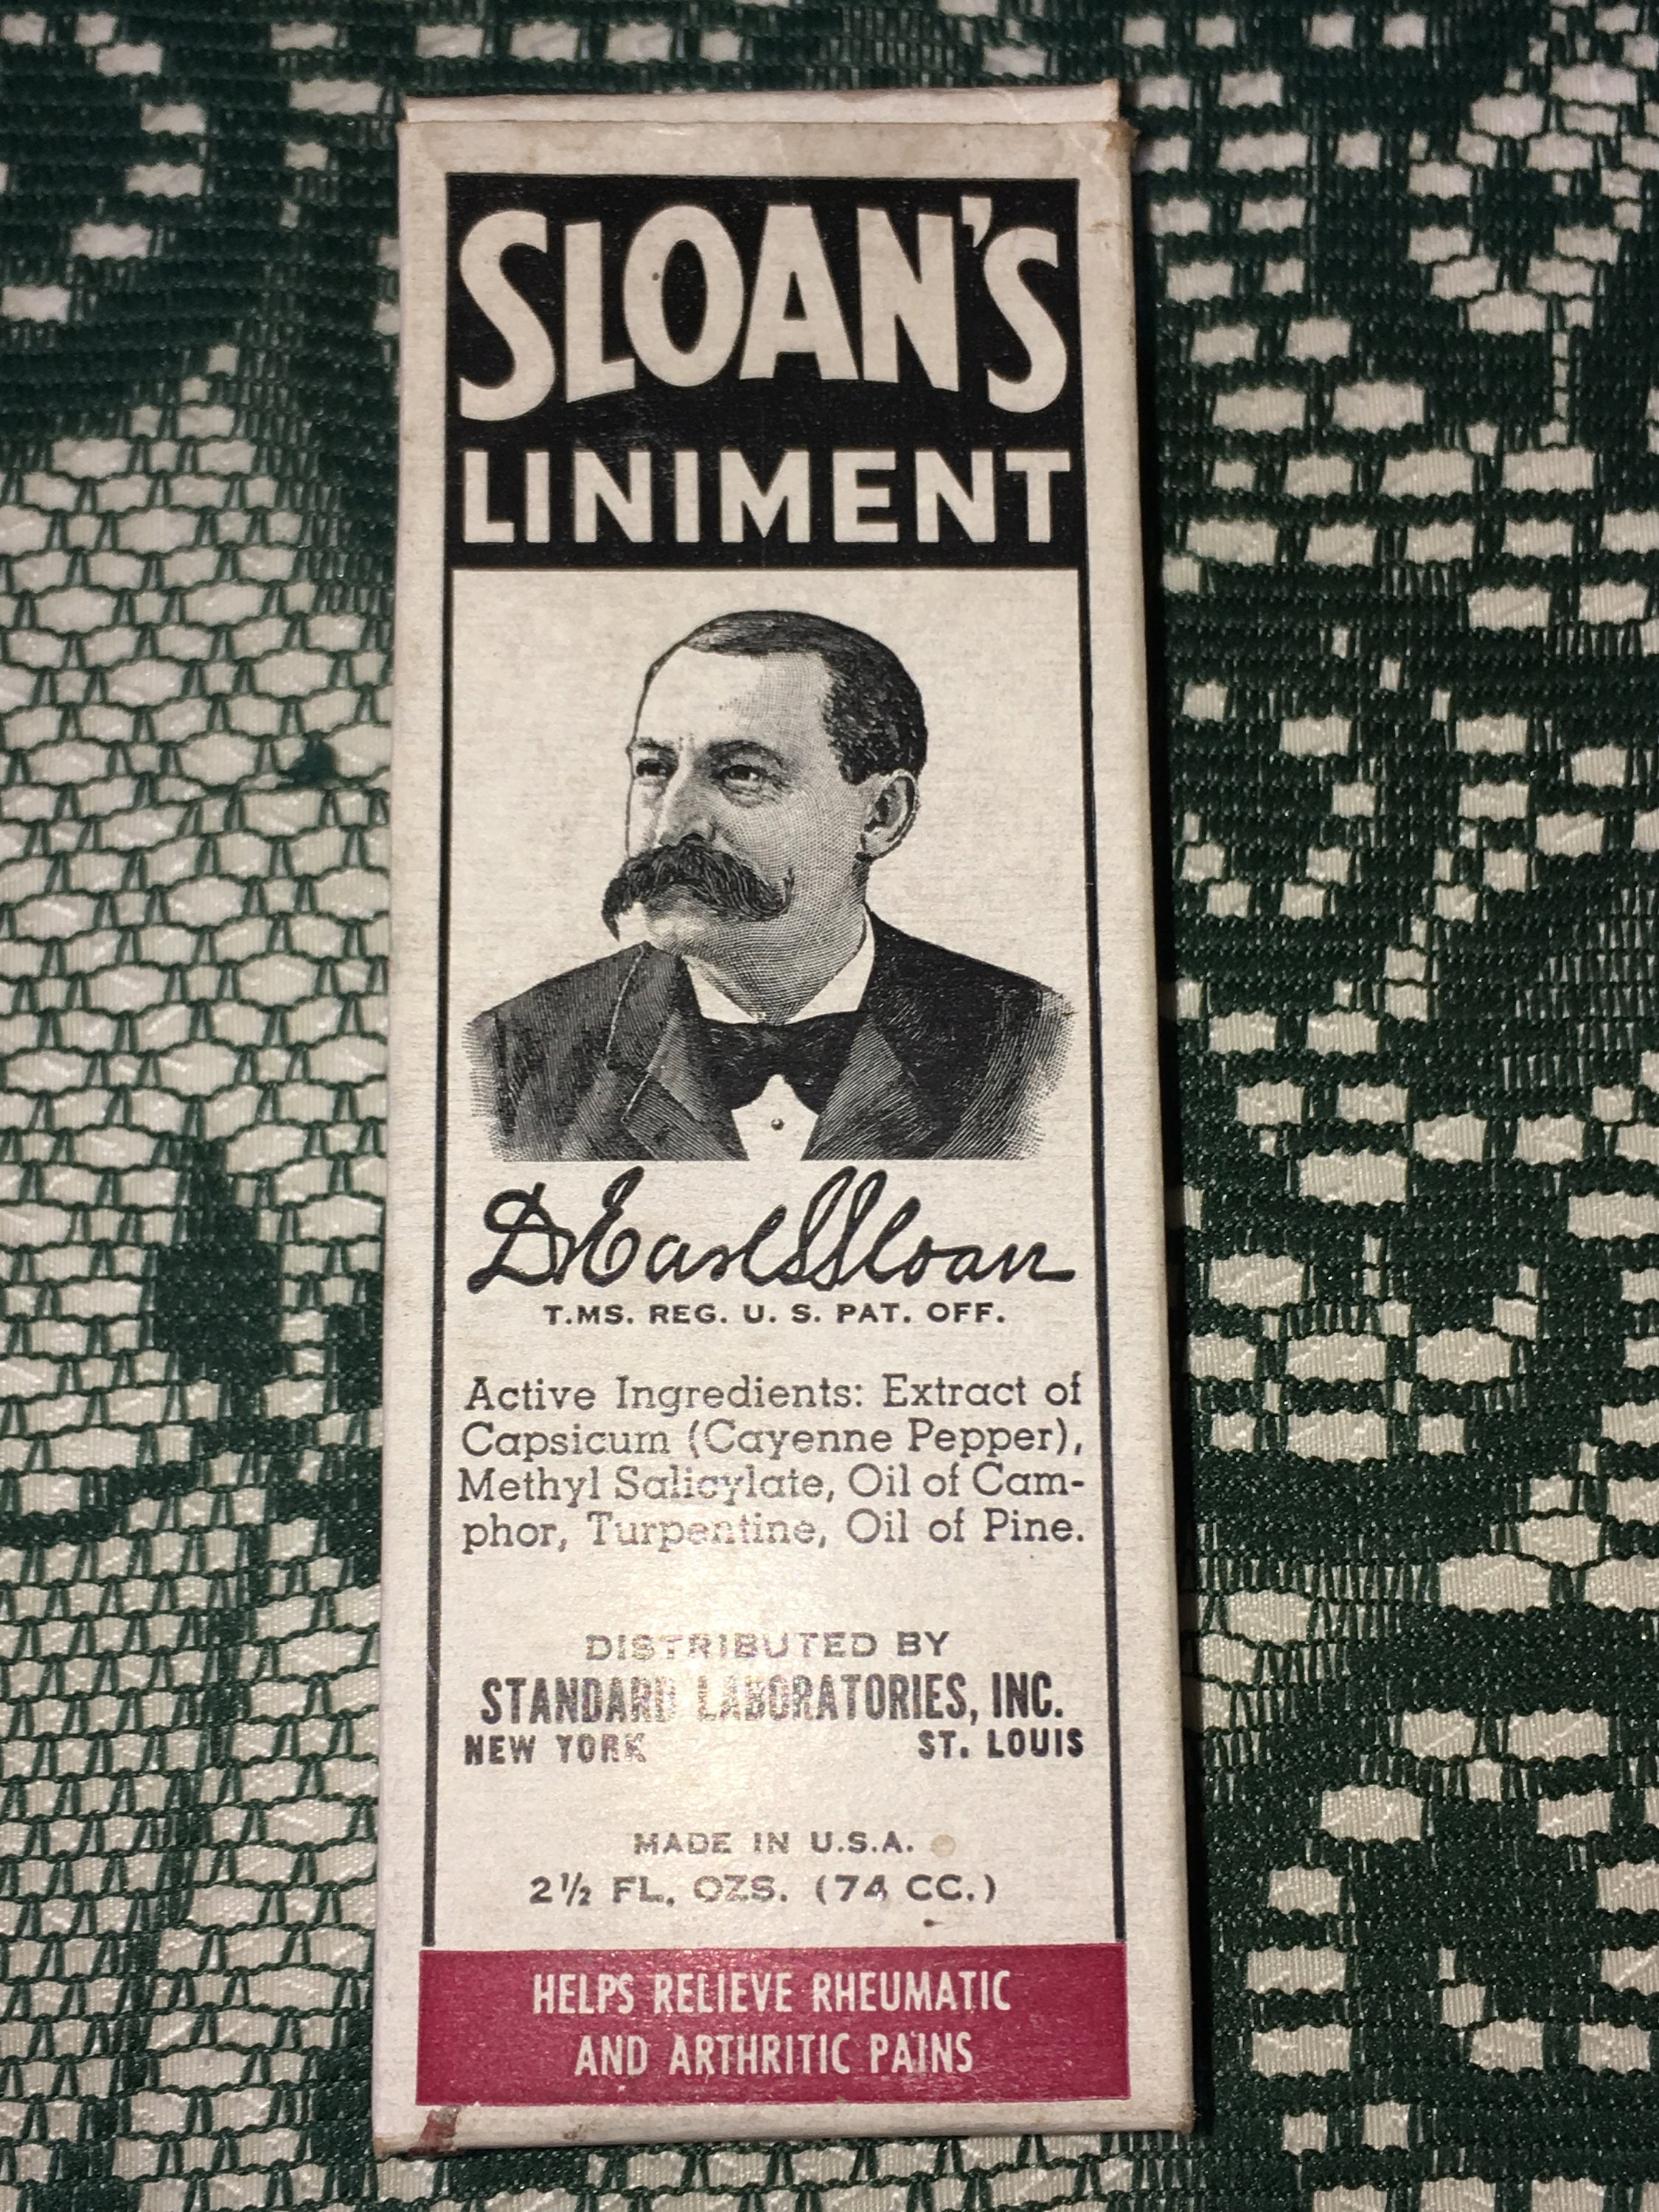 SLOAN'S
LINIMENT
Dr Earl S Sloan
T.MS. REG. U. S. PAT. OFF.
Active Ingredients: Extract of
Capsicum (Cayenne Pepper),
Methyl Salicylate, Oil of Cam-
phor, Turpentine, Oil of Pine.
DISTRIBUTED BY
STANDARD LABORATORIES, INC.
NEW YORK ST. LOUIS
MADE IN U.S.A.
2½ FL. OZS. (74 CC.)
HELPS RELIEVE RHEUMATIC
AND ARTHRITIC PAINS